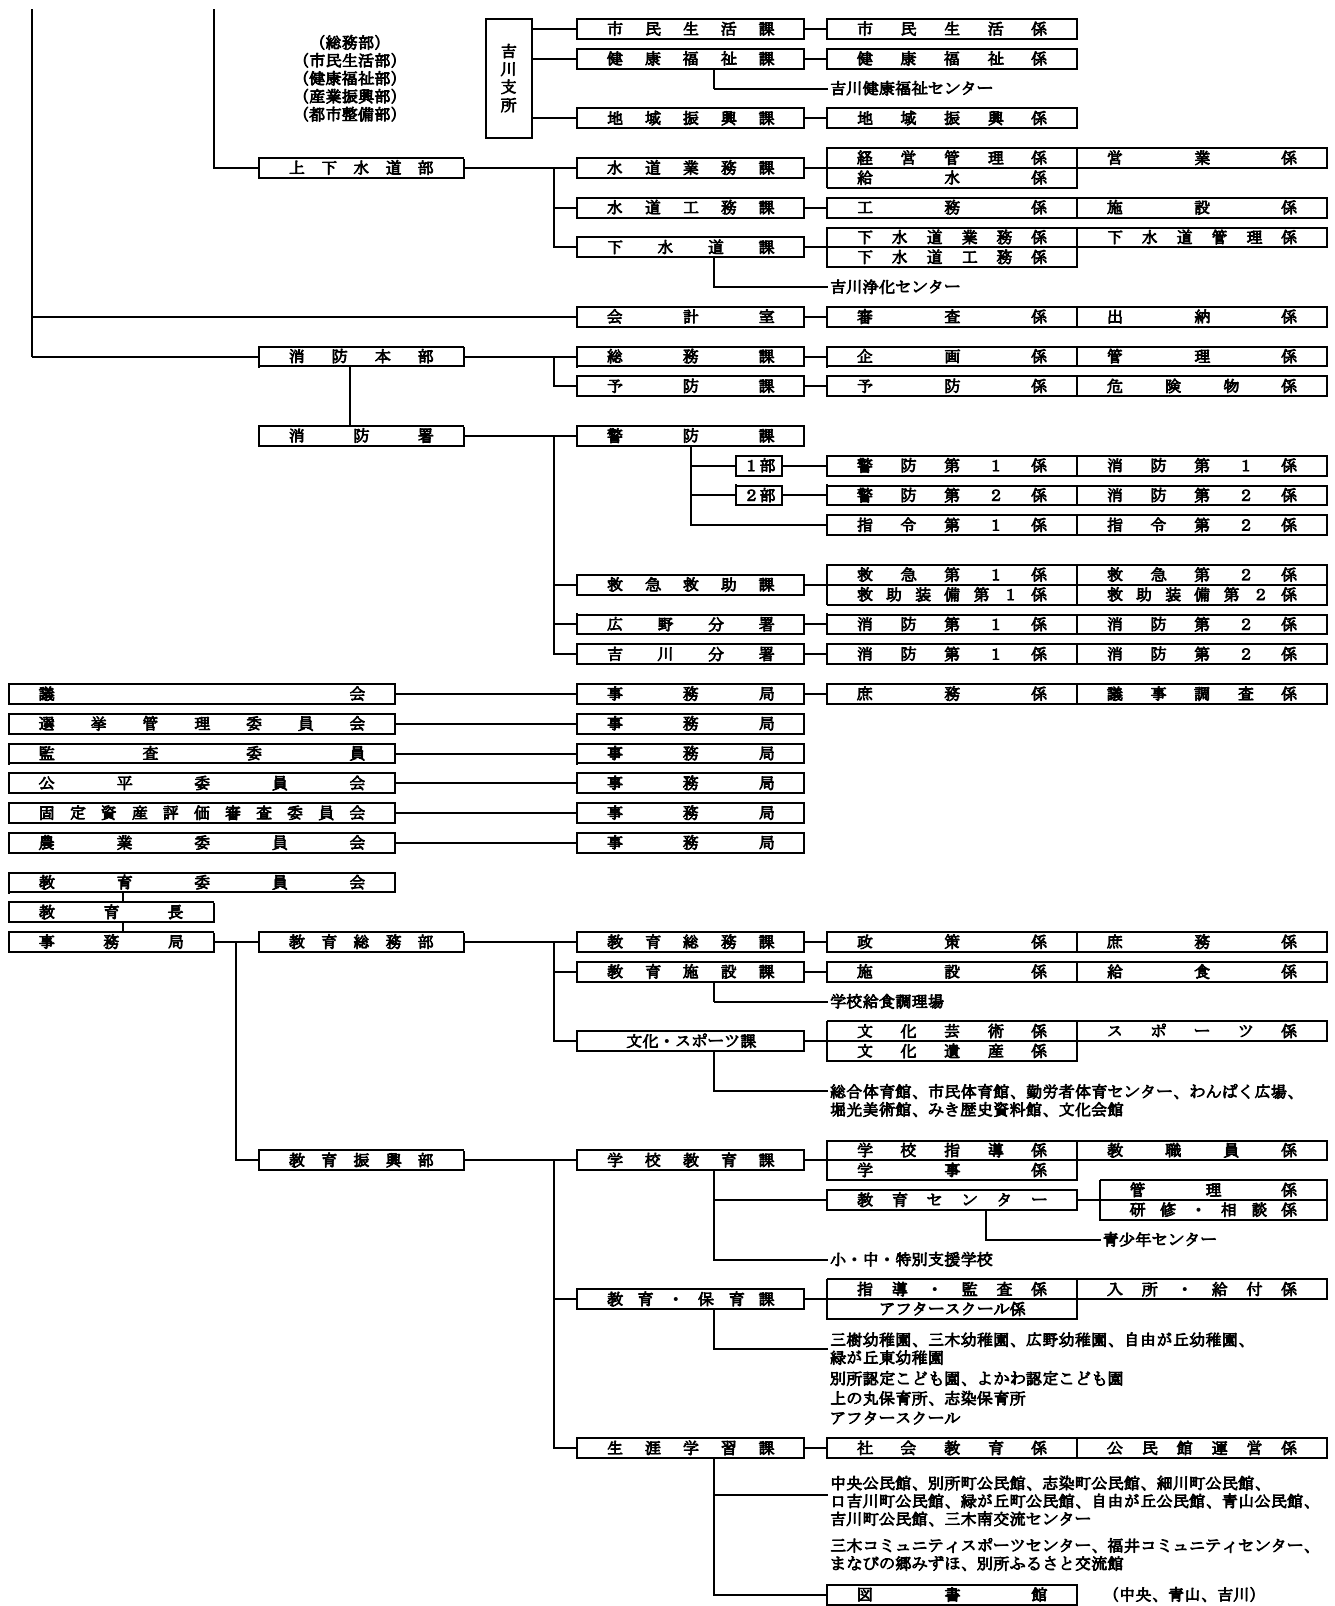 (総務部)
(市民生活部)
(健康福祉部)
(産業振興部)
(都市整備部)
吉川支所
市民生活課 市民生活係
健康福祉課 健康福祉係
吉川健康福祉センター
地域振興課 地域振興係
上下水道部 水道業務課 経営管理係 営業係
給水係
水道工務課 工務係 施設係
下水道課 下水道業務係 下水道管理係
下水道工務係
吉川浄化センター
会計室 審査係 出納係
消防本部 総務課 企画係 管理係
予防課 予防係 危険物係
消防署 警防課
1部 警防第1係 消防第1係
2部 警防第2係 消防第2係
指令第1係 指令第2係
救急救助課 救急第1係 救急第2係
救助装備第1係 救助装備第2係
広野分署 消防第1係 消防第2係
吉川分署 消防第1係 消防第2係
議会 事務局 庶務係 議事調査係
選挙管理委員会 事務局
監査委員 事務局
公平委員会 事務局
固定資産評価審査委員会 事務局
農業委員会 事務局
教育委員会
教育長
事務局 教育総務部 教育総務課 政策係 庶務係
教育施設課 施設係 給食係
学校給食調理場
文化・スポーツ課 文化芸術係 スポーツ係
文化遺産係
総合体育館、市民体育館、勤労者体育センター、わんぱく広場、
堀光美術館、みき歴史資料館、文化会館
教育振興部 学校教育課 学校指導係 教職員係
学事係
教育センター 管理係
研修・相談係
青少年センター
小・中・特別支援学校
教育・保育課 指導・監査係 入所・給付係
アフタースクール係
三樹幼稚園、三木幼稚園、広野幼稚園、自由が丘幼稚園、
緑が丘東幼稚園
別所認定こども園、よかわ認定こども園
上の丸保育所、志染保育所
アフタースクール
生涯学習課 社会教育係 公民館運営係
中央公民館、別所町公民館、志染町公民館、細川町公民館、
口吉川町公民館、緑が丘町公民館、自由が丘公民館、青山公民館、
吉川町公民館、三木南交流センター
三木コミュニティスポーツセンター、福井コミュニティセンター、
まなびの郷みずほ、別所ふるさと交流館
図書館 （中央、青山、吉川）